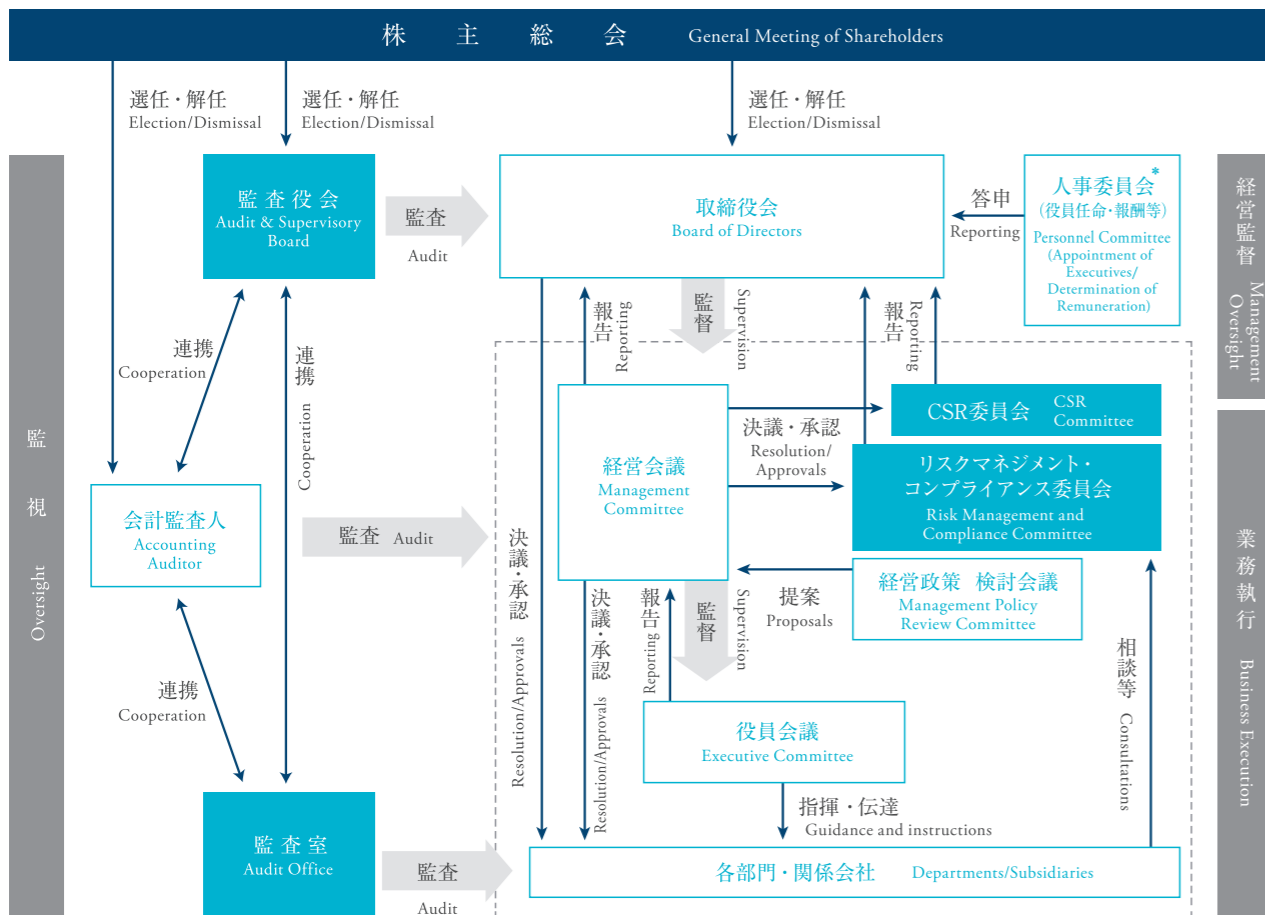 株主総会 General Meeting of Shareholders
選任・解任
Election/Dismissal
選任・解任
Election/Dismissal
選任・解任
Election/Dismissal
監視 Oversight
監査役会
Audit & Supervisory
Board
監査
Audit
取締役会
Board of Directors
答申
Reporting
人事委員会*
(役員任命・報酬等)
Personnel Committee
(Appointment of
Executives/
Determination of
Remuneration)
経営監督 Management
Oversight
連携
Cooperation
連携 Cooperation
報告
Reporting
監督
Supervision
報告
Reporting
経営会議
Management
Committee
決議・承認
Resolution/
Approvals
CSR委員会 CSR
Committee
リスクマネジメント・
コンプライアンス委員会
Risk Management and
Compliance Committee
会計監査人
Accounting
Auditor
監査 Audit
決議・承認 Resolution/Approvals
決議・承認 Resolution/Approvals
報告 Reporting
監督
Supervision
提案
Proposals
経営政策 検討会議
Management Policy
Review Committee
相談等 Consultations
業務執行 Business Execution
連携
Cooperation
役員会議
Executive Committee
指揮・伝達
Guidance and instructions
監査室
Audit Office
監査
Audit
各部門・関係会社 Departments/Subsidiaries